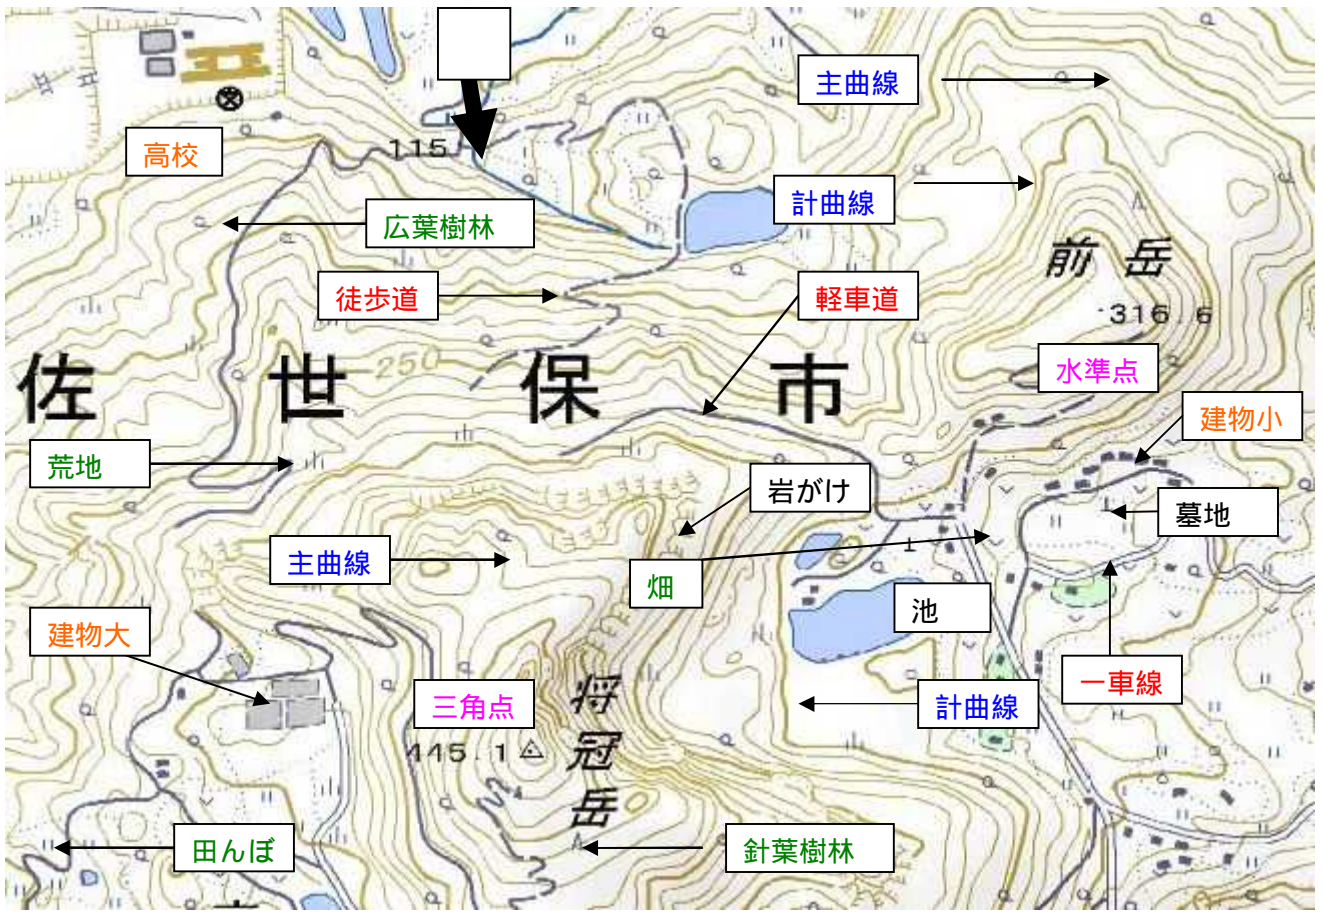 主曲線
115
高校
計曲線
広葉樹林
前岳
徒歩道
軽車道
316.6
250
水準点
佐世保市
建物小
荒地
岩がけ
墓地
主曲線
畑
池
建物大
一車線
三角点
将冠岳
計曲線
445.1
田んぼ
針葉樹林